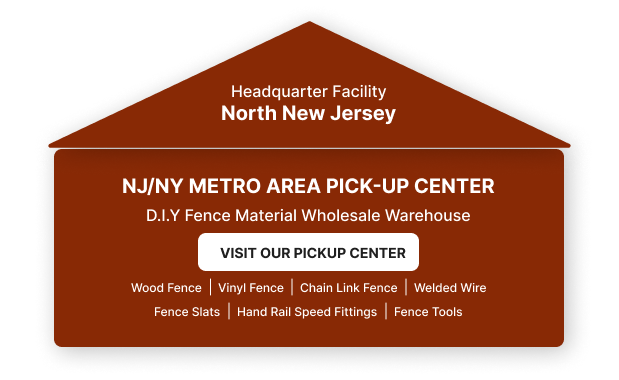 Headquarter Facility
North New Jersey
NJ/NY METRO AREA PICK-UP CENTER
D.I.Y Fence Material Wholesale Warehouse
VISIT OUR PICKUP CENTER
Wood Fence | Vinyl Fence | Chain Link Fence | Welded Wire
Fence Slats | Hand Rail Speed Fittings | Fence Tools